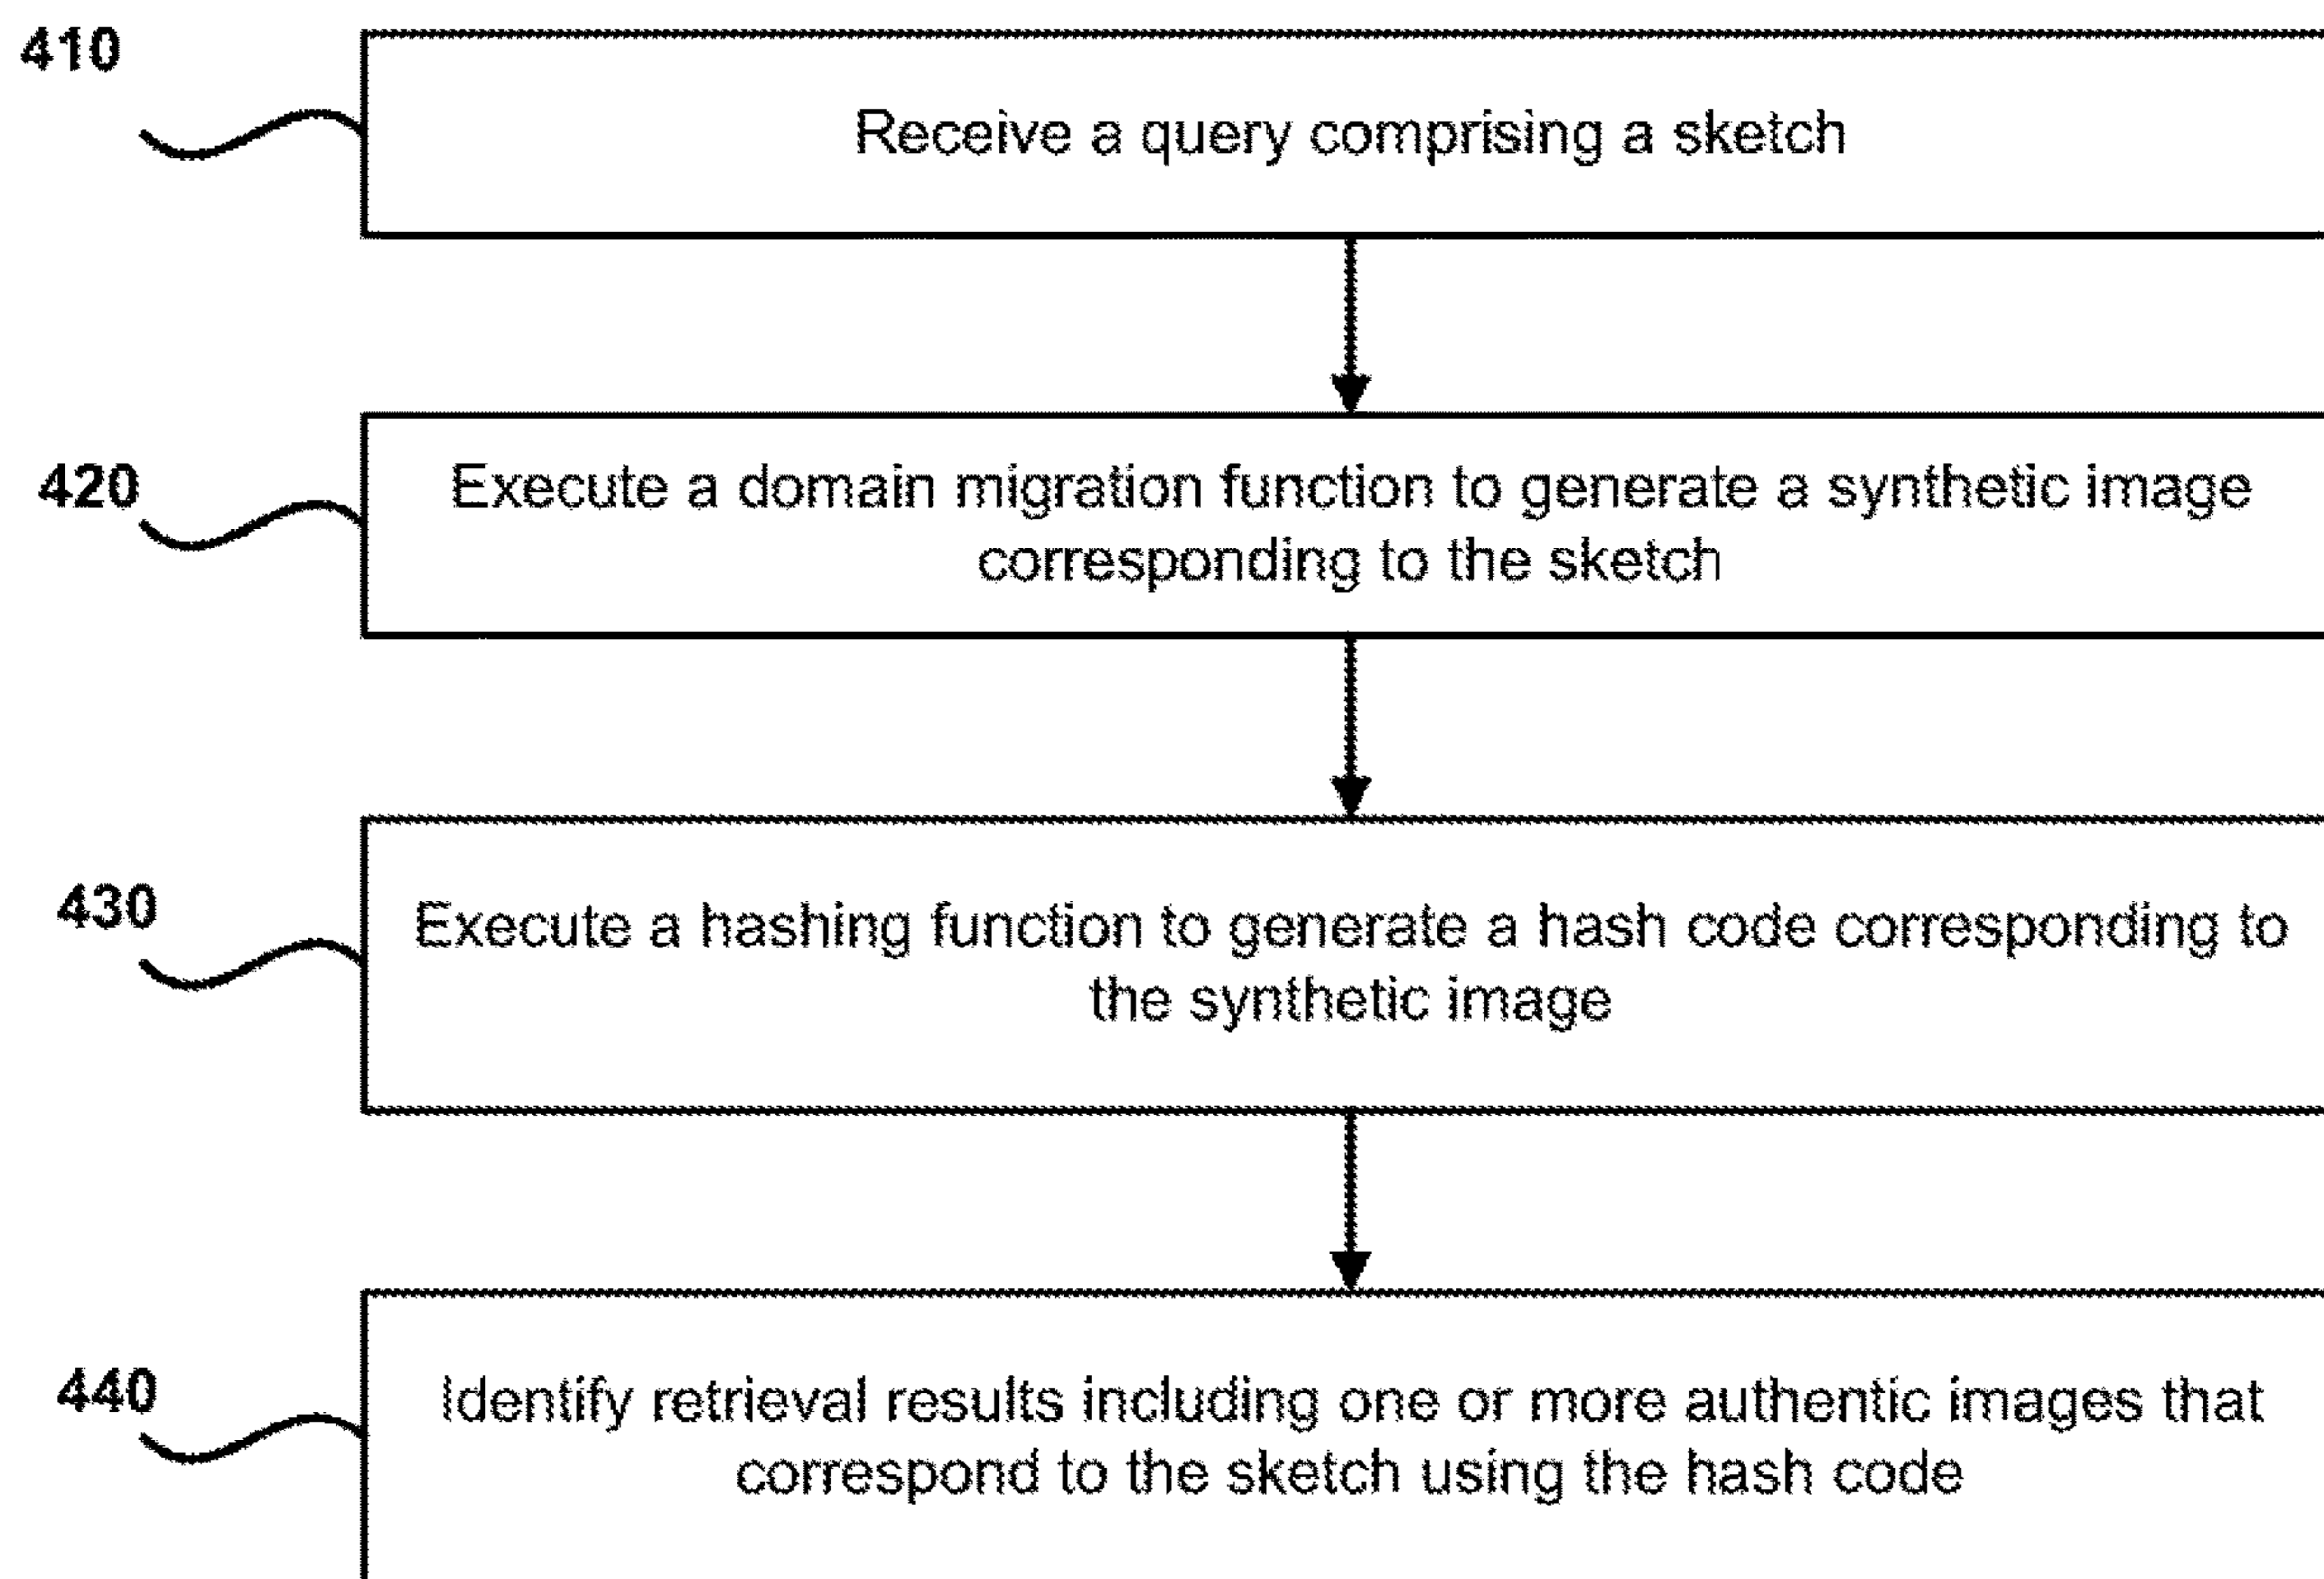 410
Receive a query comprising a sketch
420
Execute a domain migration function to generate a synthetic image
corresponding to the sketch
430
Execute a hashing function to generate a hash code corresponding to
the synthetic image
440
Identify retrieval results including one or more authentic images that
correspond to the sketch using the hash code